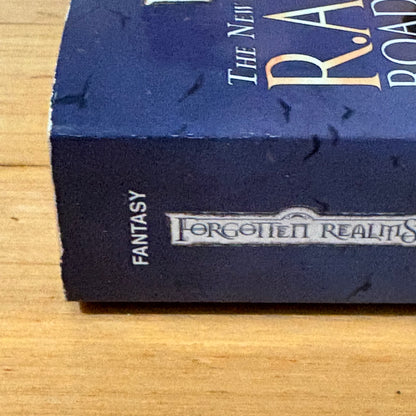 THE NEW
R.A
ROAD
FANTASY
FORGOTTEN REALMS